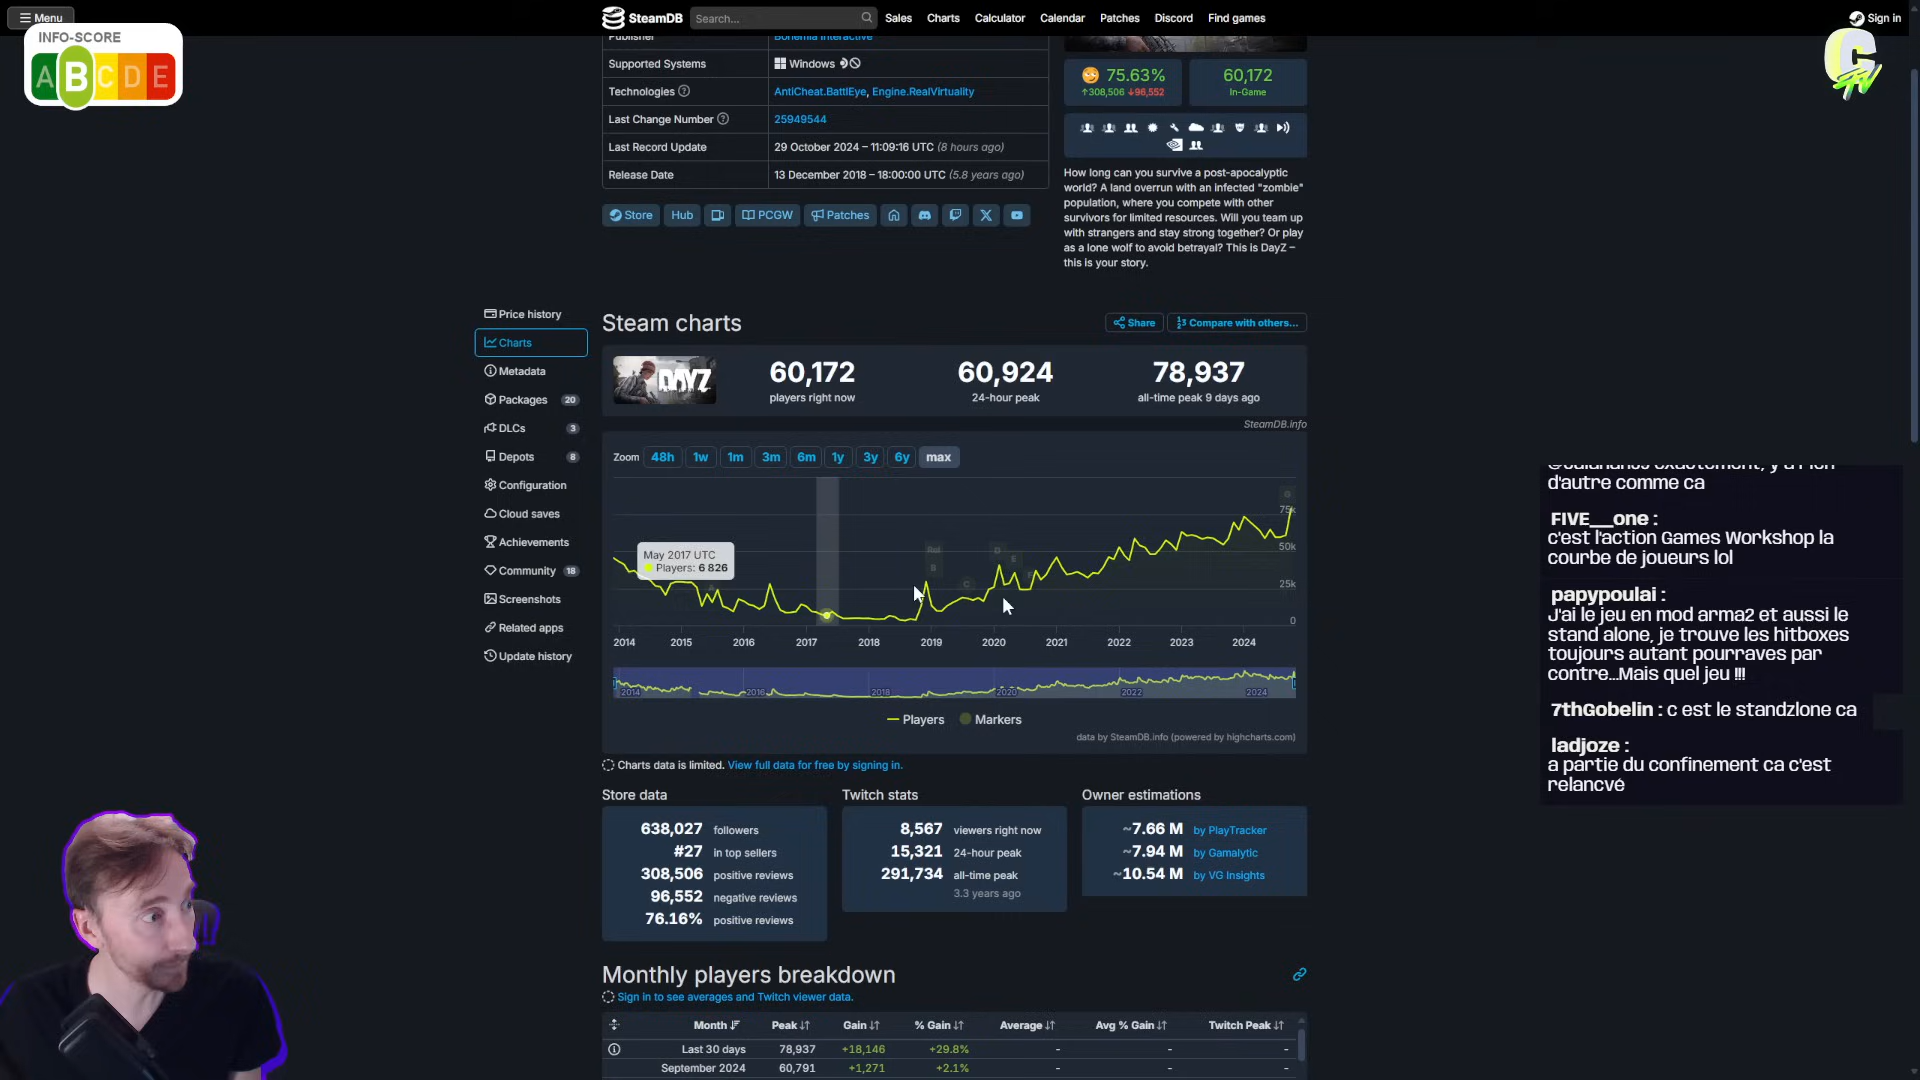 Menu
SteamDB
Search...
Sales
Charts
Calculator
Calendar
Patches
Discord
Find games
Sign in
INFO-SCORE
A B C D E
C TV
Publisher Bohemia Interactive
Supported Systems Windows
Technologies AntiCheat.BattlEye, Engine.RealVirtuality
Last Change Number 25949544
Last Record Update 29 October 2024 – 11:09:16 UTC (8 hours ago)
Release Date 13 December 2018 – 18:00:00 UTC (5.8 years ago)
Store Hub PCGW Patches
75.63%
↑308,506 ↓96,552
60,172
In-Game
How long can you survive a post-apocalyptic
world? A land overrun with an infected "zombie"
population, where you compete with other
survivors for limited resources. Will you team up
with strangers and stay strong together? Or play
as a lone wolf to avoid betrayal? This is DayZ –
this is your story.
Price history
Charts
Metadata
Packages 20
DLCs 3
Depots 8
Configuration
Cloud saves
Achievements
Community 18
Screenshots
Related apps
Update history
Steam charts
Share
Compare with others...
DAYZ
60,172
players right now
60,924
24-hour peak
78,937
all-time peak 9 days ago
SteamDB.info
Zoom 48h 1w 1m 3m 6m 1y 3y 6y max
May 2017 UTC
Players: 6 826
75k
50k
25k
0
2014 2015 2016 2017 2018 2019 2020 2021 2022 2023 2024
2014 2016 2018 2020 2022 2024
Players Markers
data by SteamDB.info (powered by highcharts.com)
Charts data is limited. View full data for free by signing in.
Store data
638,027 followers
#27 in top sellers
308,506 positive reviews
96,552 negative reviews
76.16% positive reviews
Twitch stats
8,567 viewers right now
15,321 24-hour peak
291,734 all-time peak
3.3 years ago
Owner estimations
~7.66 M by PlayTracker
~7.94 M by Gamalytic
~10.54 M by VG Insights
Monthly players breakdown
Sign in to see averages and Twitch viewer data.
Month Peak Gain % Gain Average Avg % Gain Twitch Peak
Last 30 days 78,937 +18,146 +29.8% - - -
September 2024 60,791 +1,271 +2.1% - - -
d'autre comme ca
FIVE__one :
c'est l'action Games Workshop la
courbe de joueurs lol
papypoulai :
J'ai le jeu en mod arma2 et aussi le
stand alone, je trouve les hitboxes
toujours autant pourraves par
contre...Mais quel jeu !!!
7thGobelin : c est le standzlone ca
ladjoze :
a partie du confinement ca c'est
relancvé